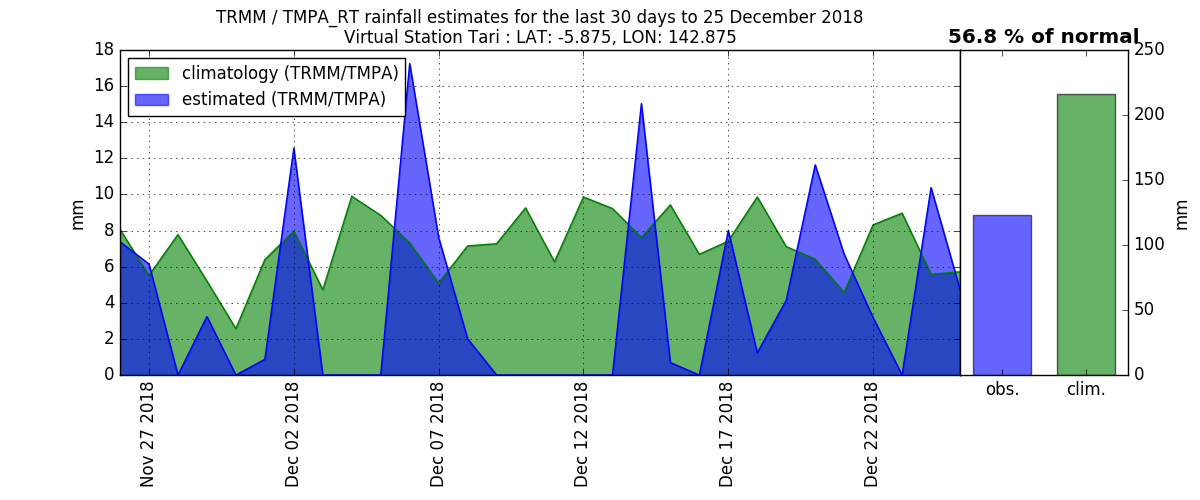 TRMM / TMPA_RT rainfall estimates for the last 30 days to 25 December 2018
Virtual Station Tari : LAT: -5.875, LON: 142.875
56.8 % of normal
climatology (TRMM/TMPA)
estimated (TRMM/TMPA)
mm
18
16
14
12
10
8
6
4
2
0
Nov 27 2018
Dec 02 2018
Dec 07 2018
Dec 12 2018
Dec 17 2018
Dec 22 2018
250
200
150
100
50
0
mm
obs.
clim.